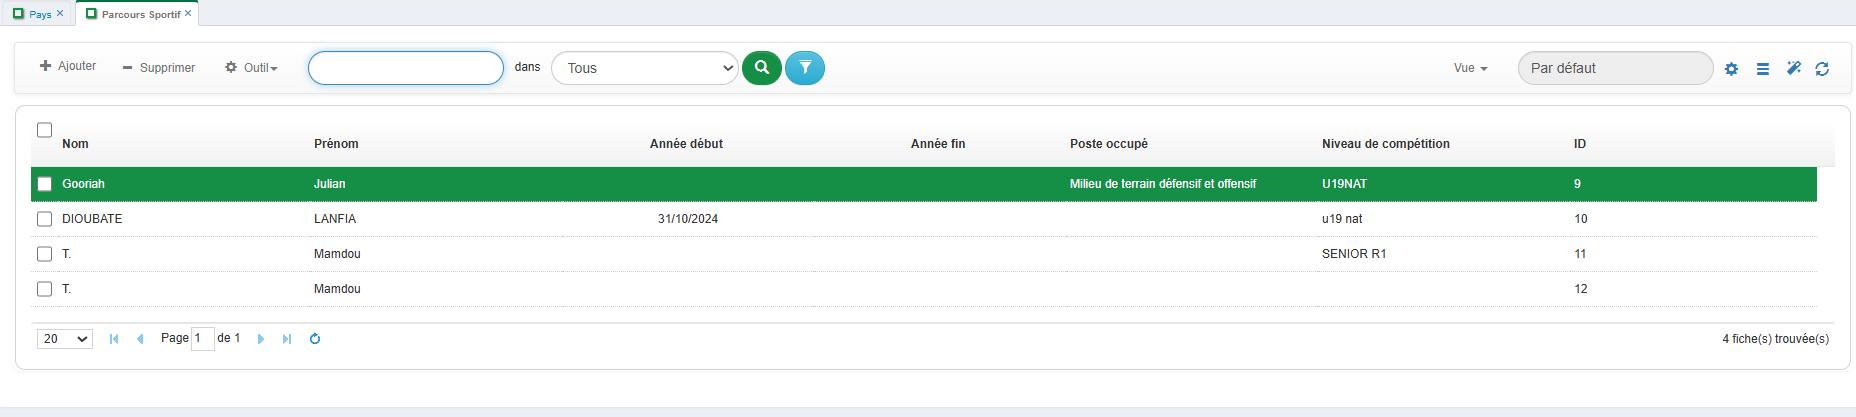 Pays × Parcours Sportif ×
Ajouter Supprimer Outil dans Tous Vue Par défaut
Nom Prénom Année début Année fin Poste occupé Niveau de compétition ID
Gooriah Julian Milieu de terrain défensif et offensif U19NAT 9
DIOUBATE LANFIA 31/10/2024 u19 nat 10
T. Mamdou SENIOR R1 11
T. Mamdou 12
20 Page 1 de 1 4 fiche(s) trouvée(s)